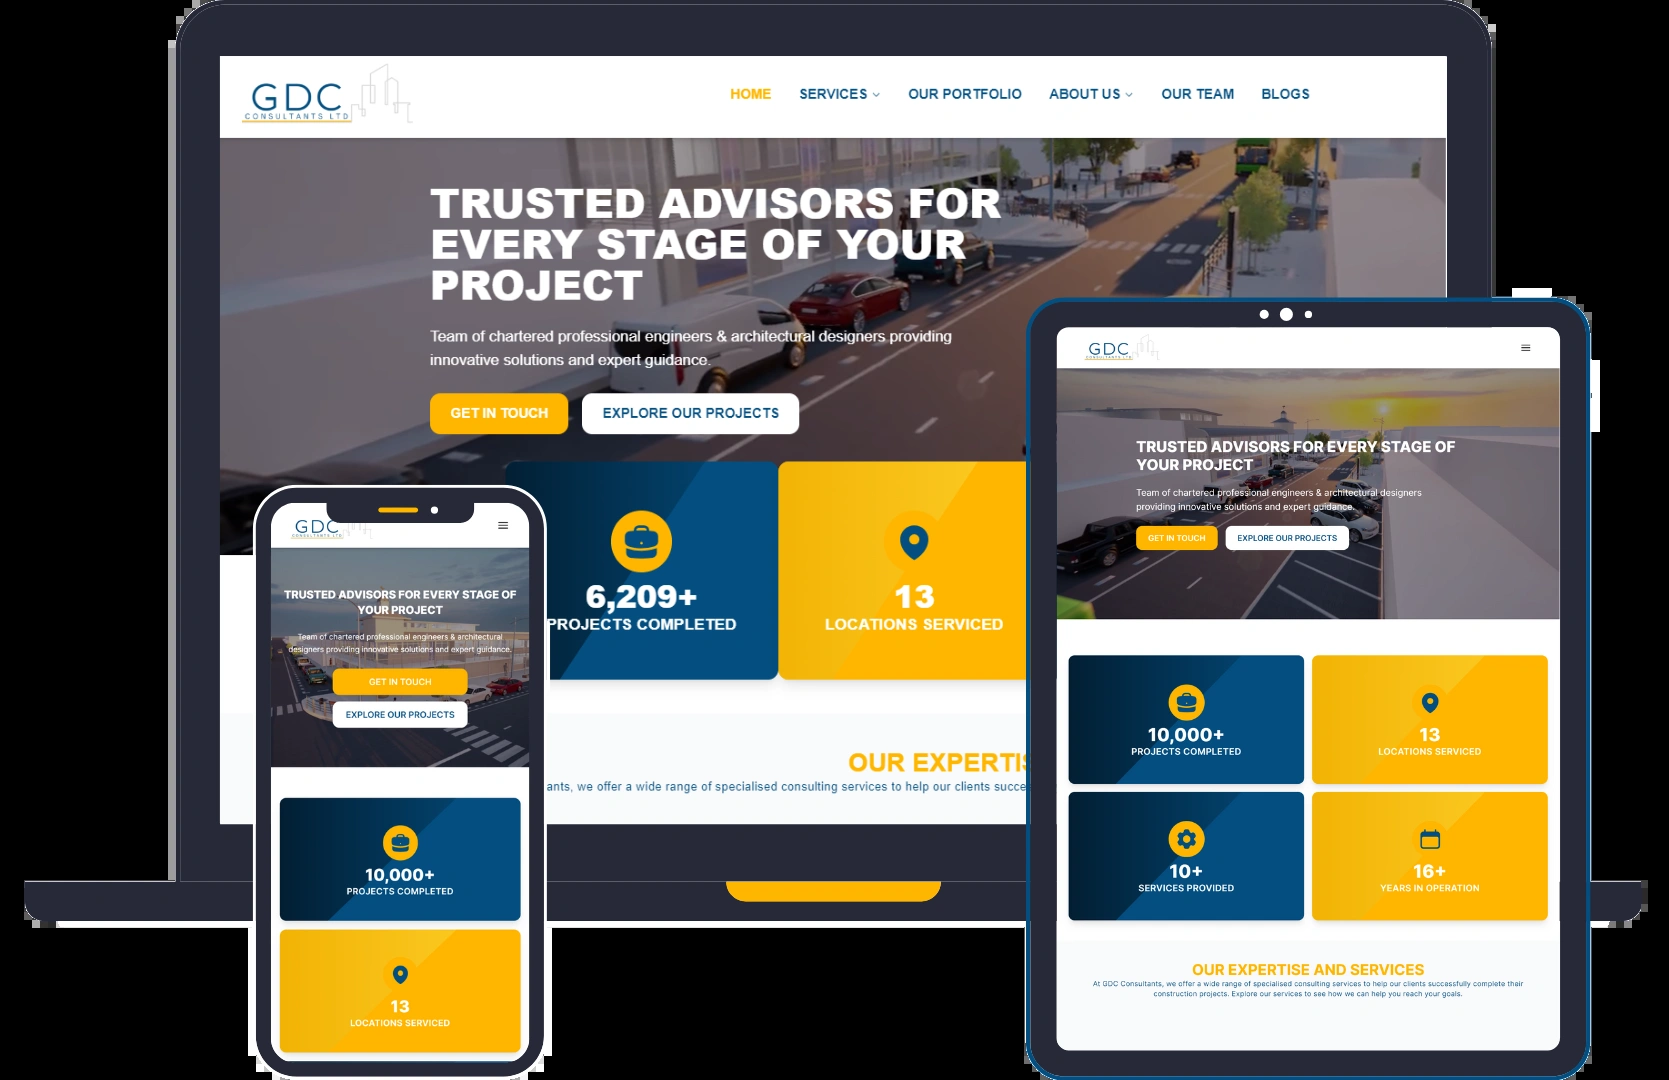 GDC
CONSULTANTS LTD
HOME
SERVICES
OUR PORTFOLIO
ABOUT US
OUR TEAM
BLOGS
TRUSTED ADVISORS FOR
EVERY STAGE OF YOUR
PROJECT
Team of chartered professional engineers & architectural designers providing
innovative solutions and expert guidance.
GET IN TOUCH
EXPLORE OUR PROJECTS
6,209+
PROJECTS COMPLETED
13
LOCATIONS SERVICED
OUR EXPERTIS
ants, we offer a wide range of specialised consulting services to help our clients succe
GDC
CONSULTANTS LTD
TRUSTED ADVISORS FOR EVERY STAGE OF
YOUR PROJECT
Team of chartered professional engineers & architectural
designers providing innovative solutions and expert guidance.
GET IN TOUCH
EXPLORE OUR PROJECTS
10,000+
PROJECTS COMPLETED
13
LOCATIONS SERVICED
GDC
CONSULTANTS LTD
TRUSTED ADVISORS FOR EVERY STAGE OF
YOUR PROJECT
Team of chartered professional engineers & architectural designers
providing innovative solutions and expert guidance.
GET IN TOUCH
EXPLORE OUR PROJECTS
10,000+
PROJECTS COMPLETED
13
LOCATIONS SERVICED
10+
SERVICES PROVIDED
16+
YEARS IN OPERATION
OUR EXPERTISE AND SERVICES
At GDC Consultants, we offer a wide range of specialised consulting services to help our clients successfully complete their
construction projects. Explore our services to see how we can help you reach your goals.